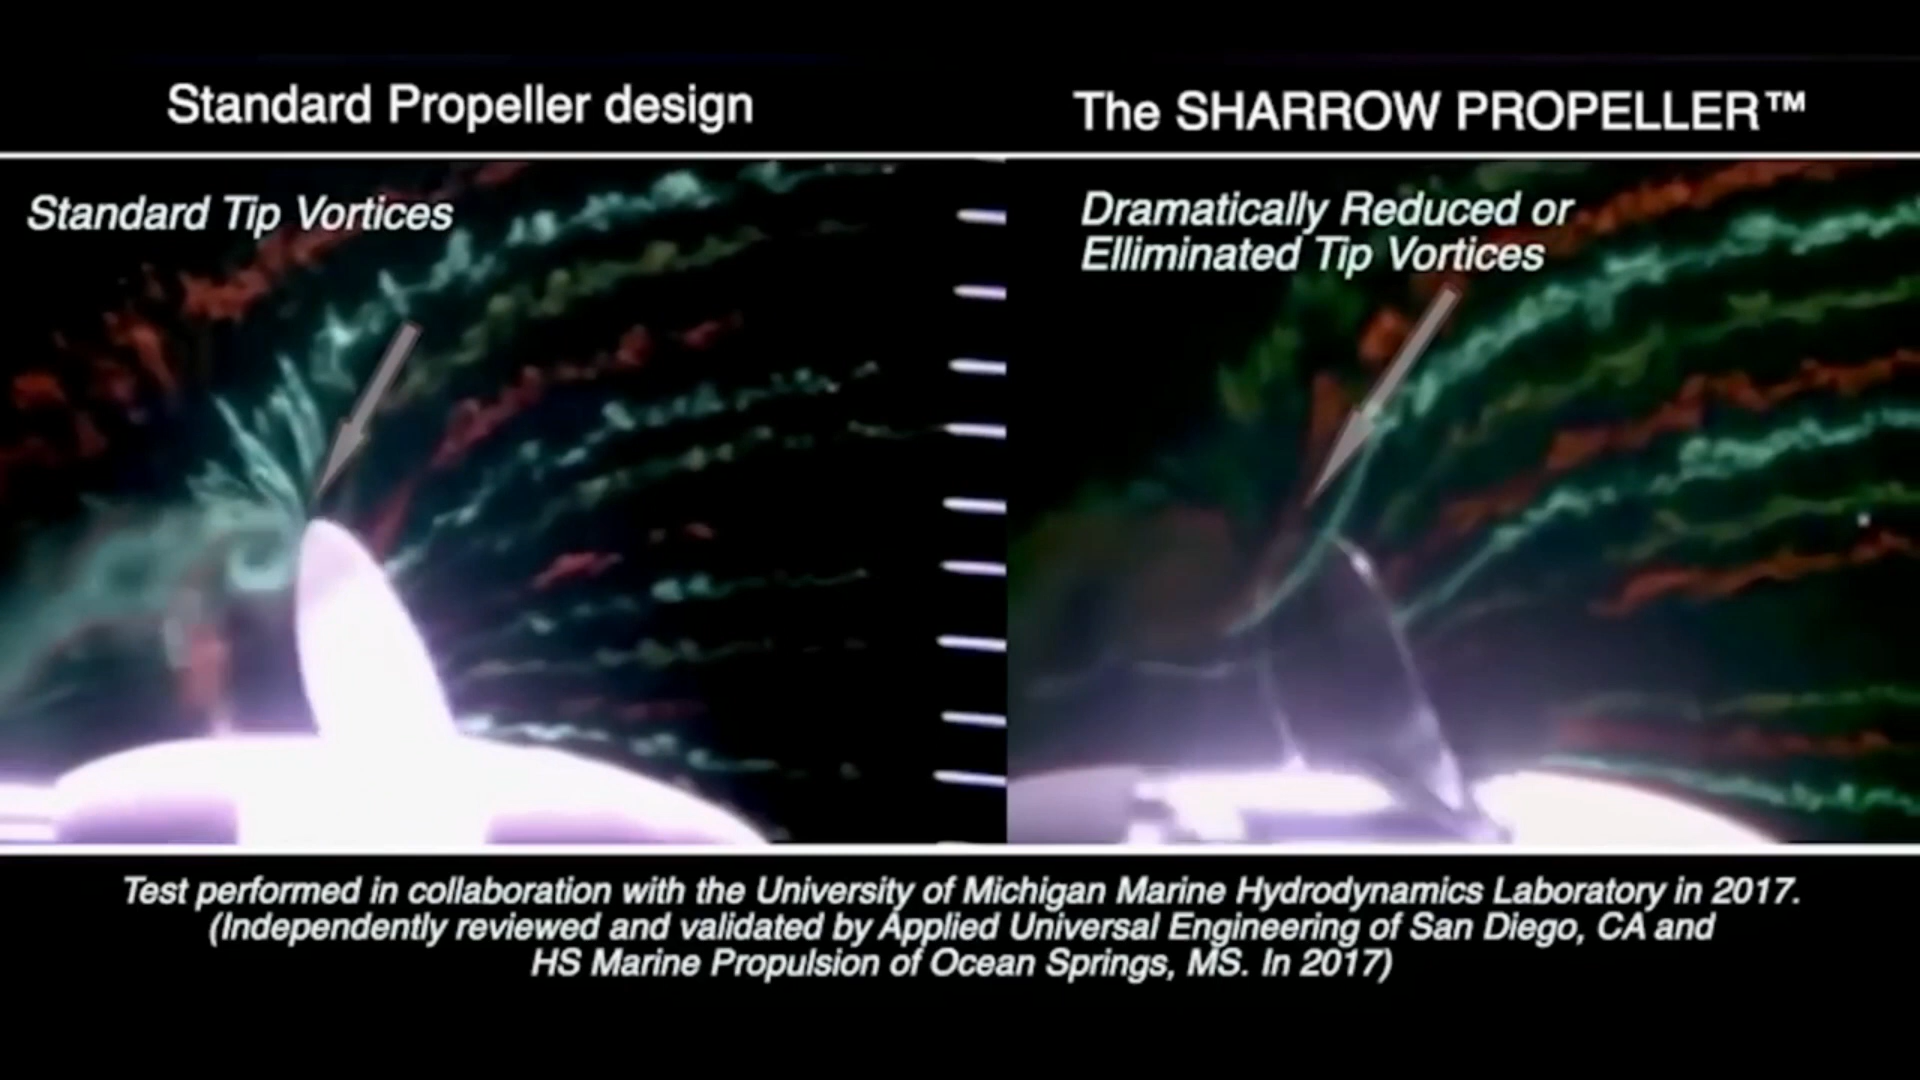 Standard Propeller design
The SHARROW PROPELLER™
Standard Tip Vortices
Dramatically Reduced or
Elliminated Tip Vortices
Test performed in collaboration with the University of Michigan Marine Hydrodynamics Laboratory in 2017.
(Independently reviewed and validated by Applied Universal Engineering of San Diego, CA and
HS Marine Propulsion of Ocean Springs, MS. In 2017)